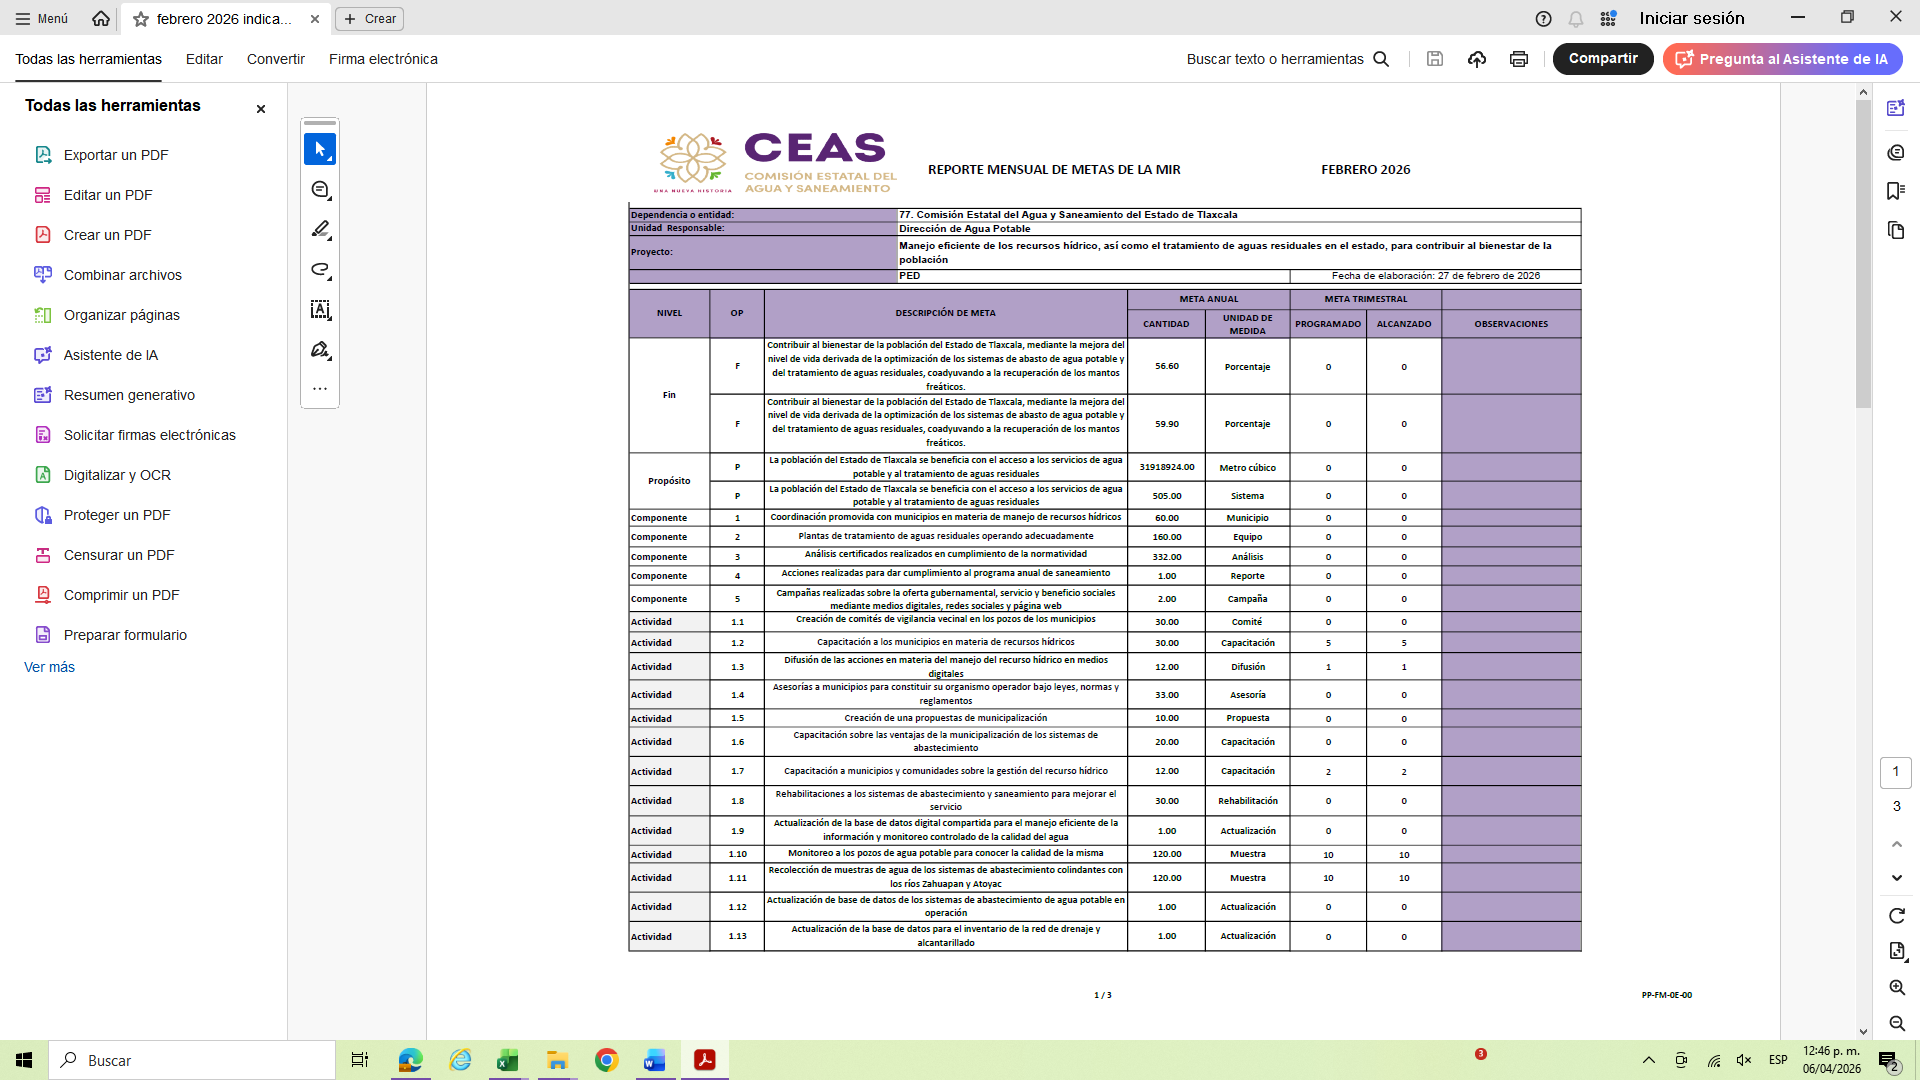 Menú
febrero 2026 indica...
Crear
Iniciar sesión
Todas las herramientas
Editar
Convertir
Firma electrónica
Buscar texto o herramientas
Compartir
Pregunta al Asistente de IA
Todas las herramientas
Exportar un PDF
Editar un PDF
Crear un PDF
Combinar archivos
Organizar páginas
Asistente de IA
Resumen generativo
Solicitar firmas electrónicas
Digitalizar y OCR
Proteger un PDF
Censurar un PDF
Comprimir un PDF
Preparar formulario
Ver más
UNA NUEVA HISTORIA
CEAS
COMISIÓN ESTATAL DEL
AGUA Y SANEAMIENTO
REPORTE MENSUAL DE METAS DE LA MIR
FEBRERO 2026
Dependencia o entidad: 77. Comisión Estatal del Agua y Saneamiento del Estado de Tlaxcala
Unidad Responsable: Dirección de Agua Potable
Proyecto: Manejo eficiente de los recursos hídrico, así como el tratamiento de aguas residuales en el estado, para contribuir al bienestar de la
población
PED Fecha de elaboración: 27 de febrero de 2026
NIVEL OP DESCRIPCIÓN DE META META ANUAL META TRIMESTRAL
CANTIDAD UNIDAD DE MEDIDA PROGRAMADO ALCANZADO OBSERVACIONES
Fin
F Contribuir al bienestar de la población del Estado de Tlaxcala, mediante la mejora del
nivel de vida derivada de la optimización de los sistemas de abasto de agua potable y
del tratamiento de aguas residuales, coadyuvando a la recuperación de los mantos
freáticos. 56.60 Porcentaje 0 0
F Contribuir al bienestar de la población del Estado de Tlaxcala, mediante la mejora del
nivel de vida derivada de la optimización de los sistemas de abasto de agua potable y
del tratamiento de aguas residuales, coadyuvando a la recuperación de los mantos
freáticos. 59.90 Porcentaje 0 0
Propósito
P La población del Estado de Tlaxcala se beneficia con el acceso a los servicios de agua
potable y al tratamiento de aguas residuales 31918924.00 Metro cúbico 0 0
P La población del Estado de Tlaxcala se beneficia con el acceso a los servicios de agua
potable y al tratamiento de aguas residuales 505.00 Sistema 0 0
Componente 1 Coordinación promovida con municipios en materia de manejo de recursos hídricos 60.00 Municipio 0 0
Componente 2 Plantas de tratamiento de aguas residuales operando adecuadamente 160.00 Equipo 0 0
Componente 3 Análisis certificados realizados en cumplimiento de la normatividad 332.00 Análisis 0 0
Componente 4 Acciones realizadas para dar cumplimiento al programa anual de saneamiento 1.00 Reporte 0 0
Componente 5 Campañas realizadas sobre la oferta gubernamental, servicio y beneficio sociales
mediante medios digitales, redes sociales y página web 2.00 Campaña 0 0
Actividad 1.1 Creación de comités de vigilancia vecinal en los pozos de los municipios 30.00 Comité 0 0
Actividad 1.2 Capacitación a los municipios en materia de recursos hídricos 30.00 Capacitación 5 5
Actividad 1.3 Difusión de las acciones en materia del manejo del recurso hídrico en medios
digitales 12.00 Difusión 1 1
Actividad 1.4 Asesorías a municipios para constituir su organismo operador bajo leyes, normas y
reglamentos 33.00 Asesoría 0 0
Actividad 1.5 Creación de una propuestas de municipalización 10.00 Propuesta 0 0
Actividad 1.6 Capacitación sobre las ventajas de la municipalización de los sistemas de
abastecimiento 20.00 Capacitación 0 0
Actividad 1.7 Capacitación a municipios y comunidades sobre la gestión del recurso hídrico 12.00 Capacitación 2 2
Actividad 1.8 Rehabilitaciones a los sistemas de abastecimiento y saneamiento para mejorar el
servicio 30.00 Rehabilitación 0 0
Actividad 1.9 Actualización de la base de datos digital compartida para el manejo eficiente de la
información y monitoreo controlado de la calidad del agua 1.00 Actualización 0 0
Actividad 1.10 Monitoreo a los pozos de agua potable para conocer la calidad de la misma 120.00 Muestra 10 10
Actividad 1.11 Recolección de muestras de agua de los sistemas de abastecimiento colindantes con
los ríos Zahuapan y Atoyac 120.00 Muestra 10 10
Actividad 1.12 Actualización de base de datos de los sistemas de abastecimiento de agua potable en
operación 1.00 Actualización 0 0
Actividad 1.13 Actualización de la base de datos para el inventario de la red de drenaje y
alcantarillado 1.00 Actualización 0 0
1 / 3
PP-FM-0E-00
1
3
Buscar
3
ESP
12:46 p. m.
06/04/2026
2